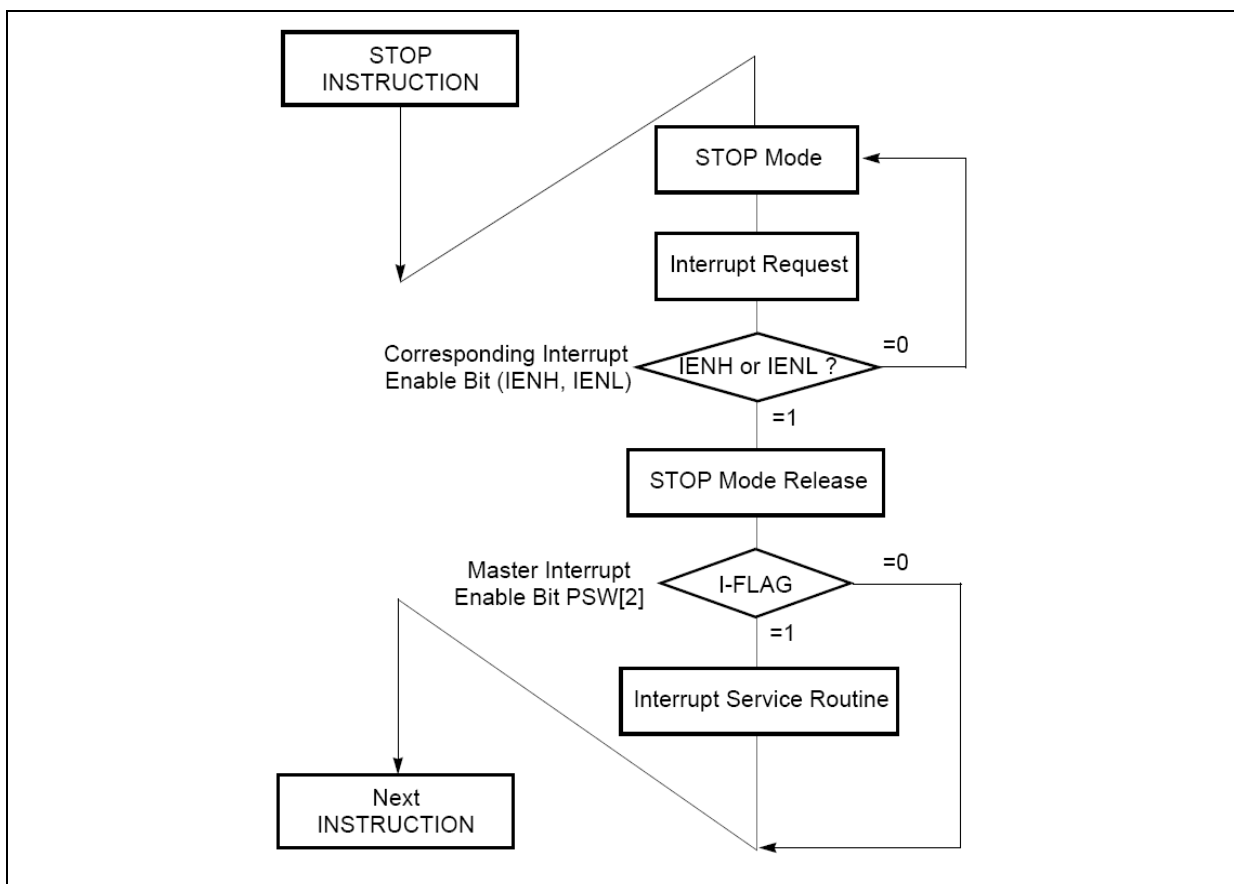 STOP
INSTRUCTION
STOP Mode
Interrupt Request
Corresponding Interrupt
Enable Bit (IENH, IENL)
IENH or IENL ?
=0
=1
STOP Mode Release
Master Interrupt
Enable Bit PSW[2]
I-FLAG
=0
=1
Interrupt Service Routine
Next
INSTRUCTION